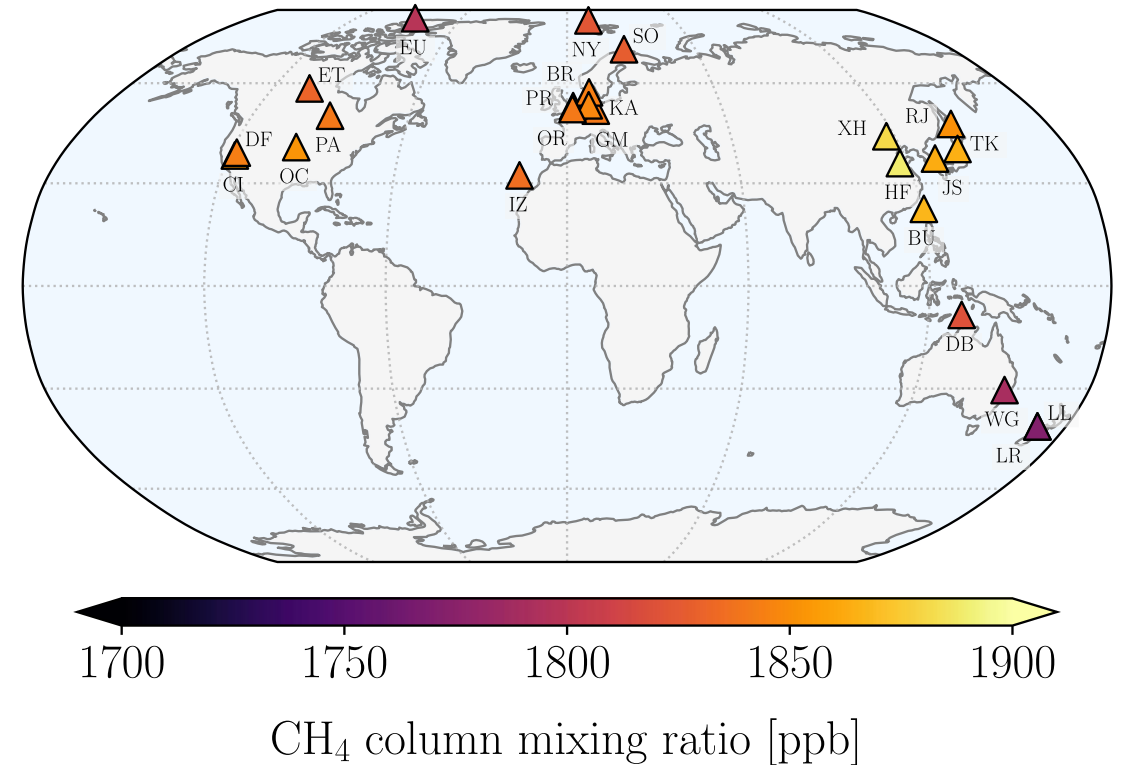 EU
NY
SO
ET
BR
PR
KA
OR
GM
DF
PA
CI
OC
IZ
XH
RJ
TK
HF
JS
BU
DB
WG
LL
LR
1700 1750 1800 1850 1900
CH₄ column mixing ratio [ppb]